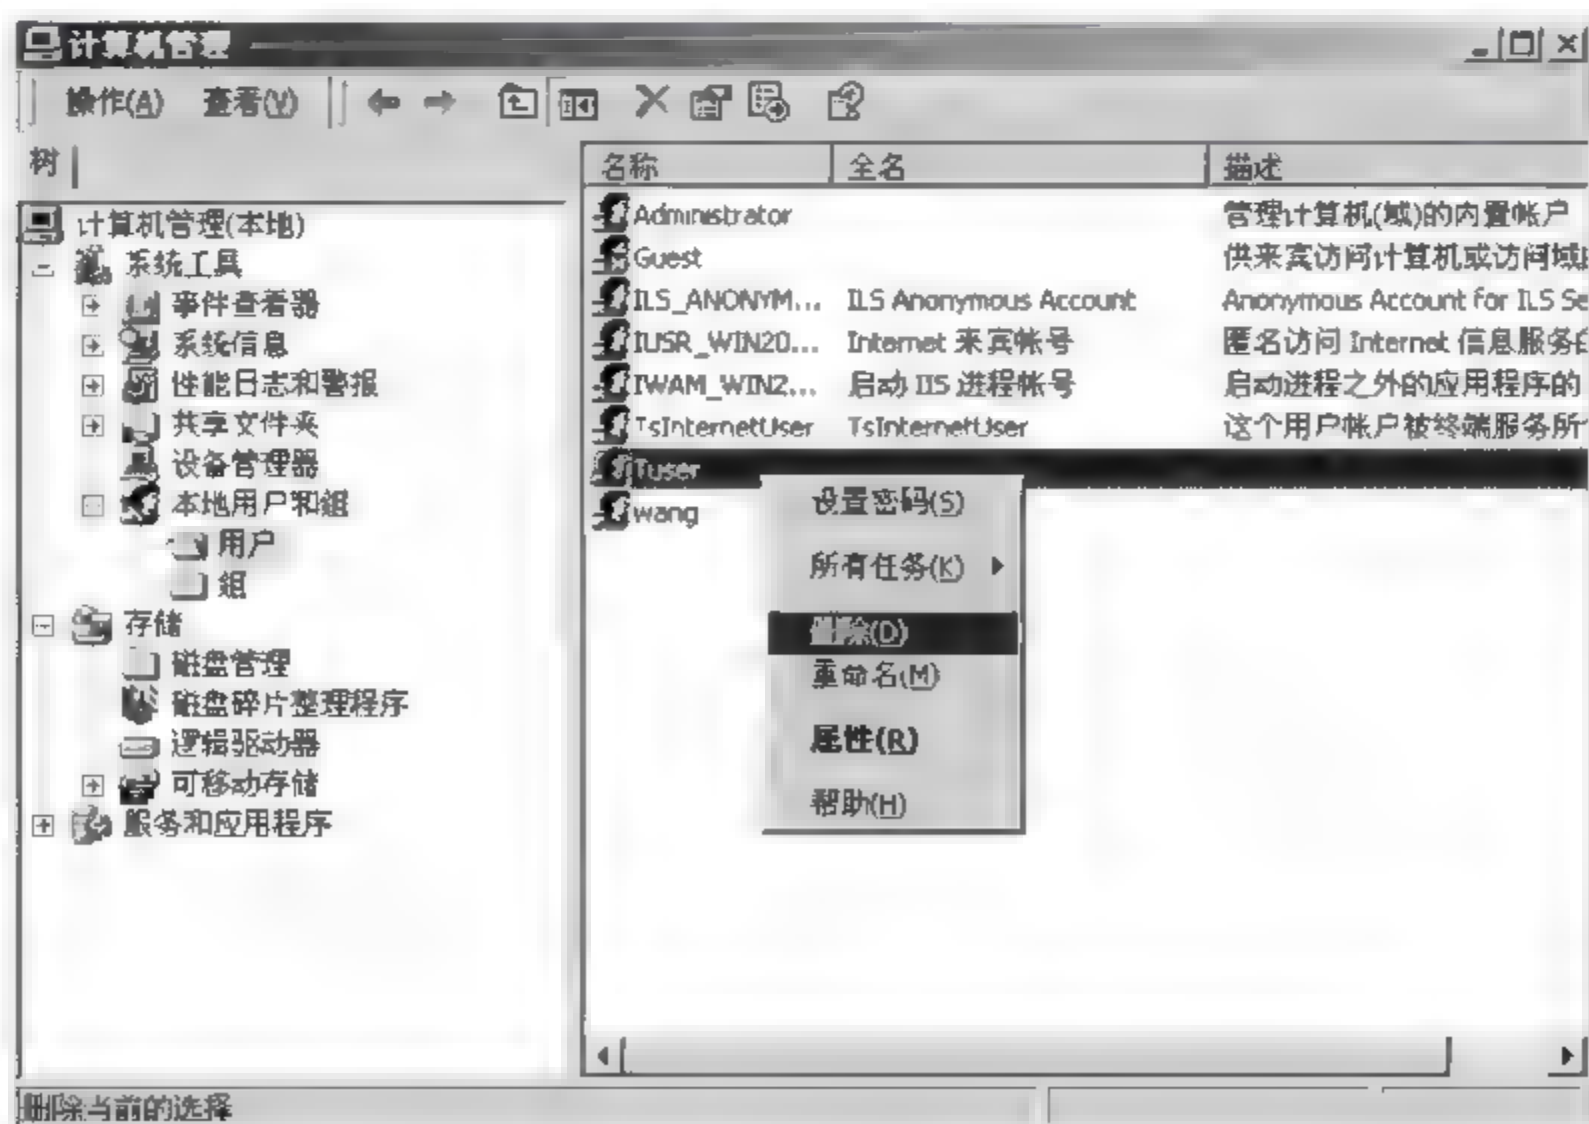 计算机管理
操作(A) 查看(V)
树
计算机管理(本地)
系统工具
事件查看器
系统信息
性能日志和警报
共享文件夹
设备管理器
本地用户和组
用户
组
存储
磁盘管理
磁盘碎片整理程序
逻辑驱动器
可移动存储
服务和应用程序
名称 全名 描述
Administrator 管理计算机(域)的内置帐户
Guest 供来宾访问计算机或访问域
ILS_ANONYM... ILS Anonymous Account Anonymous Account for ILS Se
IUSR_WIN20... Internet 来宾帐号 匿名访问 Internet 信息服务
IWAM_WIN2... 启动 IIS 进程帐号 启动进程之外的应用程序的
TsInternetUser TsInternetUser 这个用户帐户被终端服务所
Tuser
wang
设置密码(S)
所有任务(K)
删除(D)
重命名(M)
属性(R)
帮助(H)
删除当前的选择